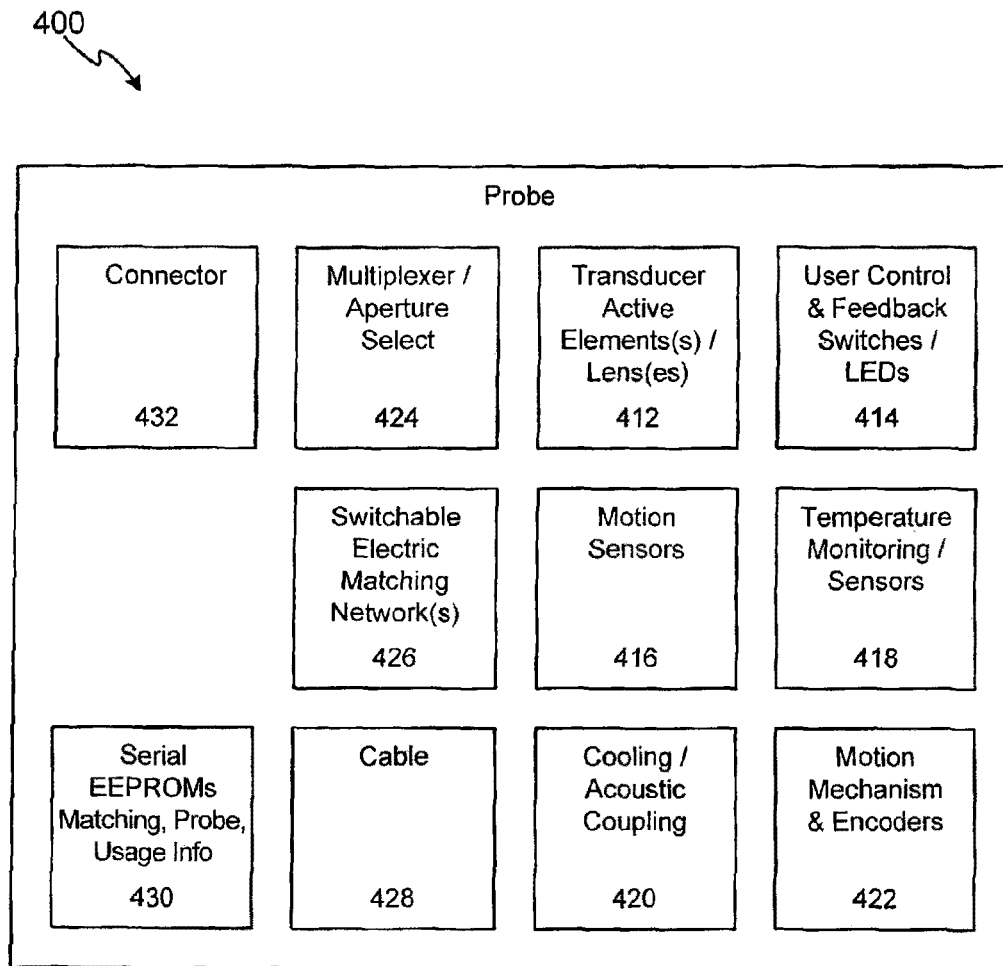 400
Probe
Connector
432
Multiplexer /
Aperture
Select
424
Transducer
Active
Elements(s) /
Lens(es)
412
User Control
& Feedback
Switches /
LEDs
414
Switchable
Electric
Matching
Network(s)
426
Motion
Sensors
416
Temperature
Monitoring /
Sensors
418
Serial
EEPROMs
Matching, Probe,
Usage Info
430
Cable
428
Cooling /
Acoustic
Coupling
420
Motion
Mechanism
& Encoders
422